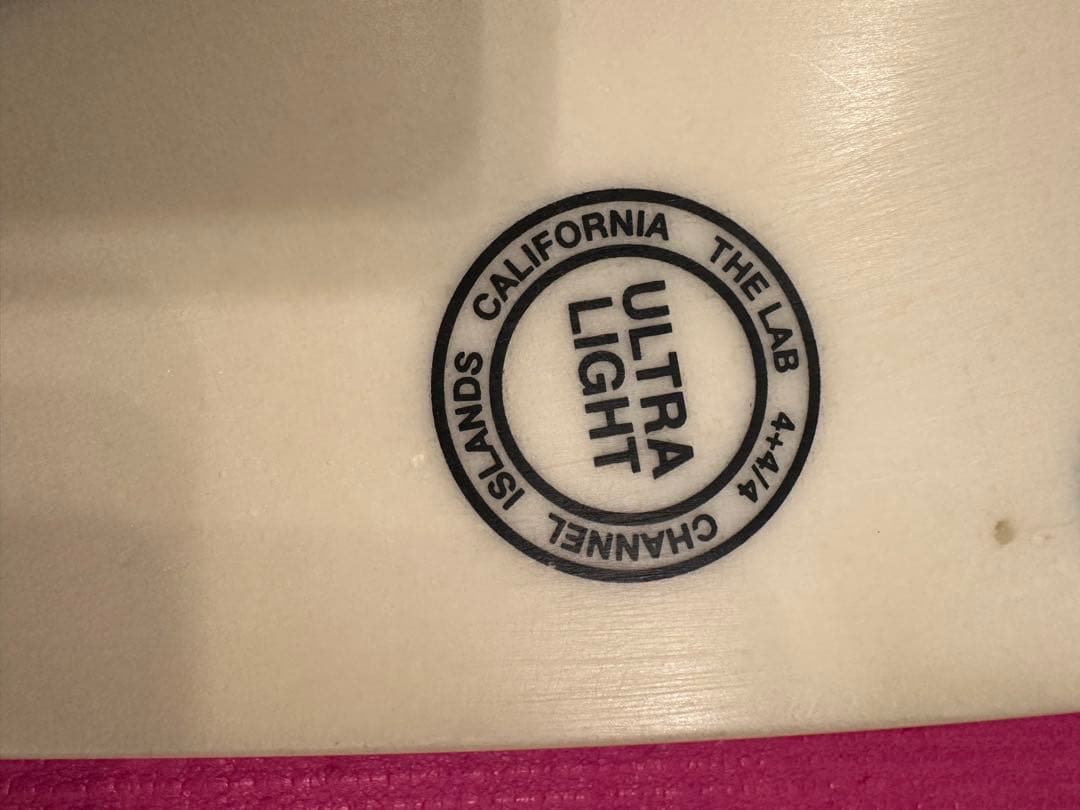 ULTRA
LIGHT
THE LAB 4+4/4 CHANNEL ISLANDS CALIFORNIA